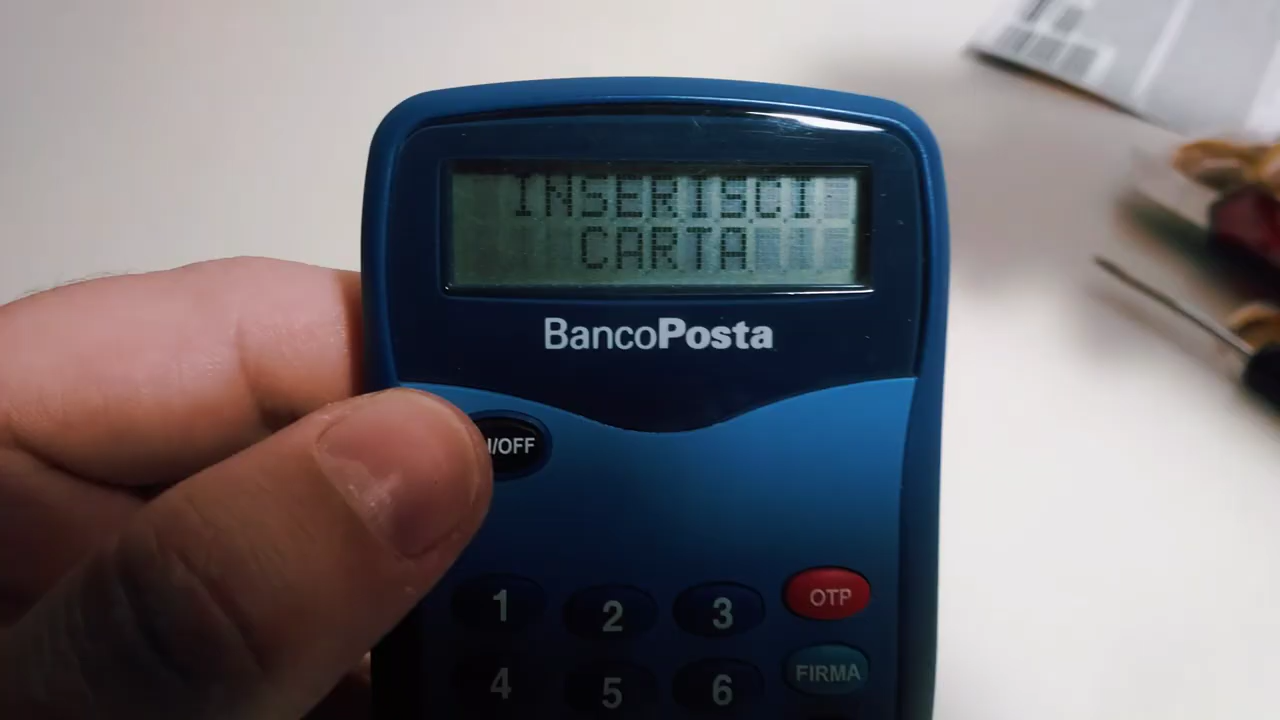 INSERISCI
CARTA
BancoPosta
I/OFF
1 2 3 OTP
4 5 6 FIRMA